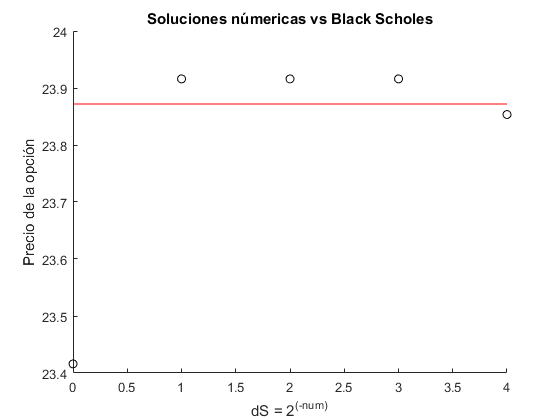 Soluciones númericas vs Black Scholes
24
23.9
23.8
23.7
23.6
23.5
23.4
Precio de la opción
0 0.5 1 1.5 2 2.5 3 3.5 4
dS = 2^(-num)